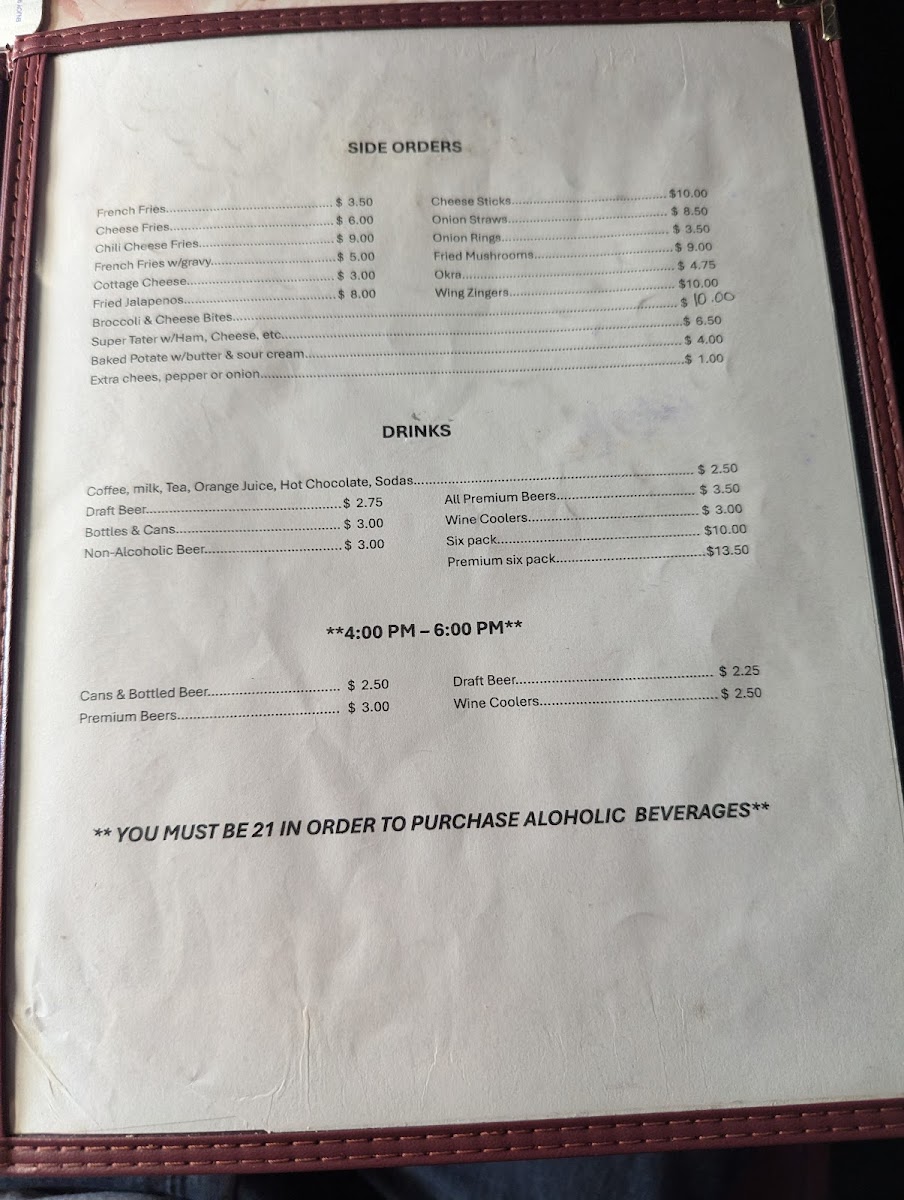 SIDE ORDERS
French Fries $ 3.50 Cheese Sticks $10.00
Cheese Fries $ 6.00 Onion Straws $ 8.50
Chili Cheese Fries $ 9.00 Onion Rings $ 3.50
French Fries w/gravy $ 5.00 Fried Mushrooms $ 9.00
Cottage Cheese $ 3.00 Okra $ 4.75
Fried Jalapenos $ 8.00 Wing Zingers $10.00
Broccoli & Cheese Bites $ 10.00
Super Tater w/Ham, Cheese, etc $ 6.50
Baked Potate w/butter & sour cream $ 4.00
Extra chees, pepper or onion $ 1.00
DRINKS
Coffee, milk, Tea, Orange Juice, Hot Chocolate, Sodas $ 2.50
Draft Beer $ 2.75 All Premium Beers $ 3.50
Bottles & Cans $ 3.00 Wine Coolers $ 3.00
Non-Alcoholic Beer $ 3.00 Six pack $10.00
Premium six pack $13.50
**4:00 PM – 6:00 PM**
Cans & Bottled Beer $ 2.50 Draft Beer $ 2.25
Premium Beers $ 3.00 Wine Coolers $ 2.50
** YOU MUST BE 21 IN ORDER TO PURCHASE ALOHOLIC BEVERAGES**